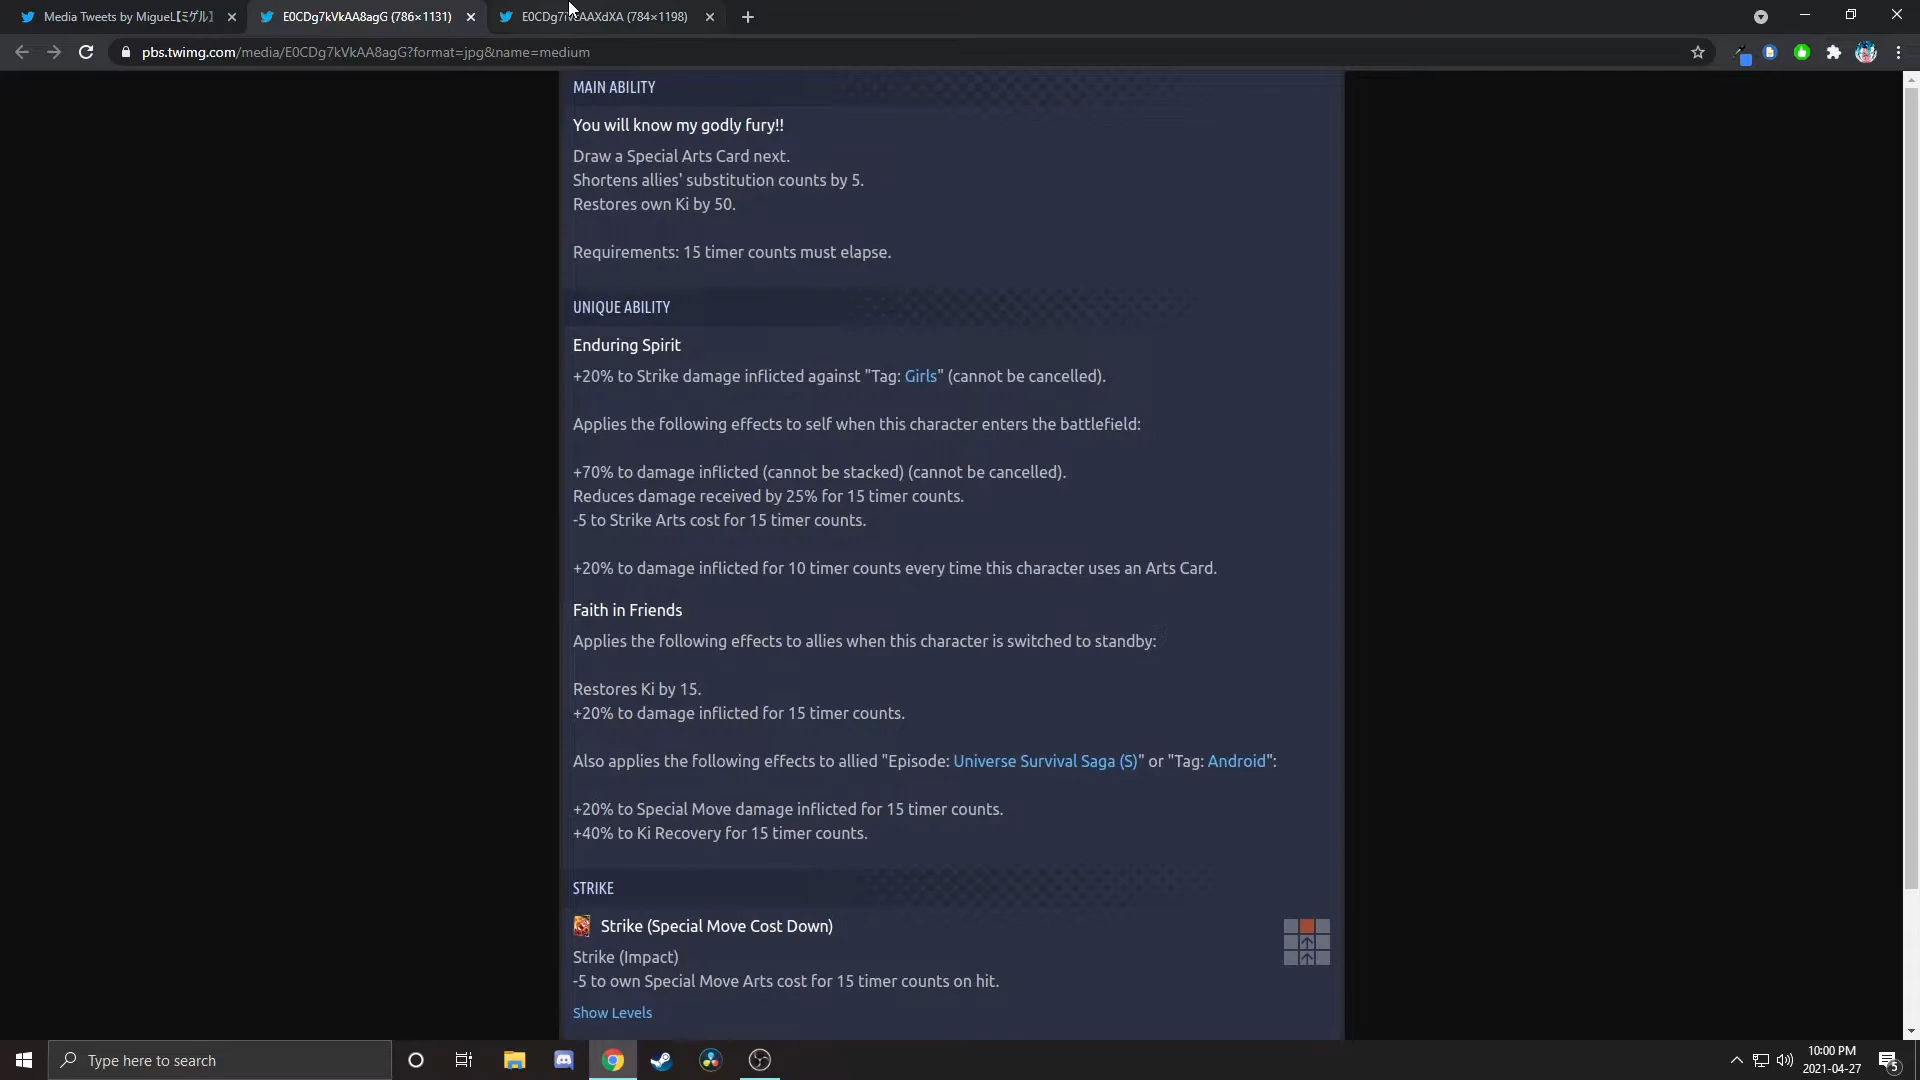 Media Tweets by MigueL【ミゲル】
E0CDg7kVkAA8agG (786×1131)
(784×1198)
pbs.twimg.com/media/E0CDg7kVkAA8agG?format=jpg&name=medium
MAIN ABILITY
You will know my godly fury!!
Draw a Special Arts Card next.
Shortens allies' substitution counts by 5.
Restores own Ki by 50.
Requirements: 15 timer counts must elapse.
UNIQUE ABILITY
Enduring Spirit
+20% to Strike damage inflicted against "Tag: Girls" (cannot be cancelled).
Applies the following effects to self when this character enters the battlefield:
+70% to damage inflicted (cannot be stacked) (cannot be cancelled).
Reduces damage received by 25% for 15 timer counts.
-5 to Strike Arts cost for 15 timer counts.
+20% to damage inflicted for 10 timer counts every time this character uses an Arts Card.
Faith in Friends
Applies the following effects to allies when this character is switched to standby:
Restores Ki by 15.
+20% to damage inflicted for 15 timer counts.
Also applies the following effects to allied "Episode: Universe Survival Saga (S)" or "Tag: Android":
+20% to Special Move damage inflicted for 15 timer counts.
+40% to Ki Recovery for 15 timer counts.
STRIKE
Strike (Special Move Cost Down)
Strike (Impact)
-5 to own Special Move Arts cost for 15 timer counts on hit.
Show Levels
Type here to search
10:00 PM
2021-04-27
5